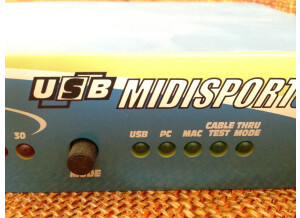 USB MIDISPORT
30 USB PC MAC CABLE TEST THRU MODE
MODE